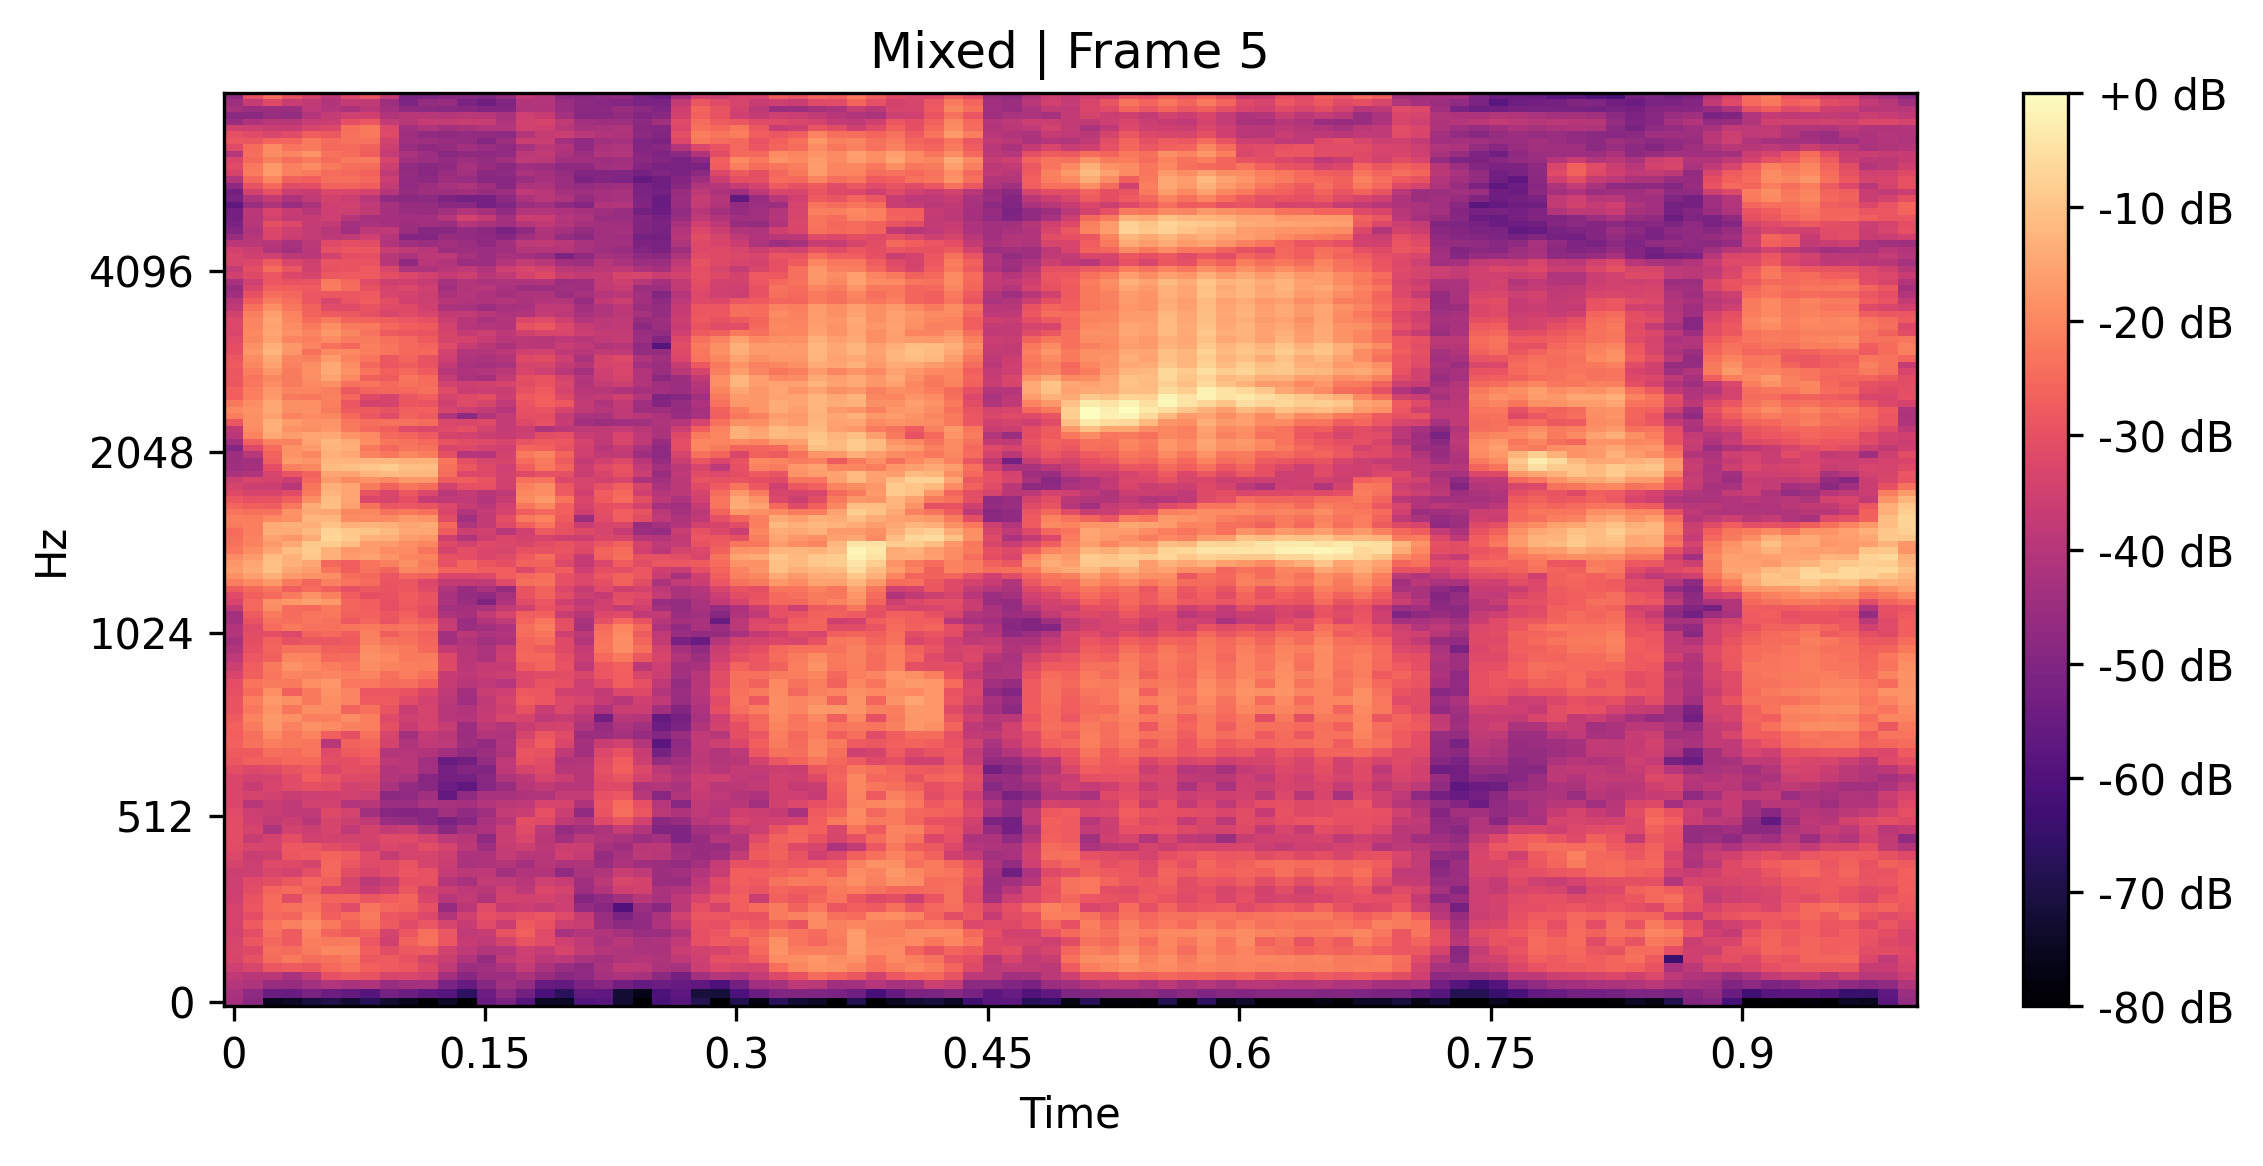 Mixed | Frame 5
+0 dB
-10 dB
-20 dB
-30 dB
-40 dB
-50 dB
-60 dB
-70 dB
-80 dB
4096
2048
1024
512
0
Hz
0 0.15 0.3 0.45 0.6 0.75 0.9
Time